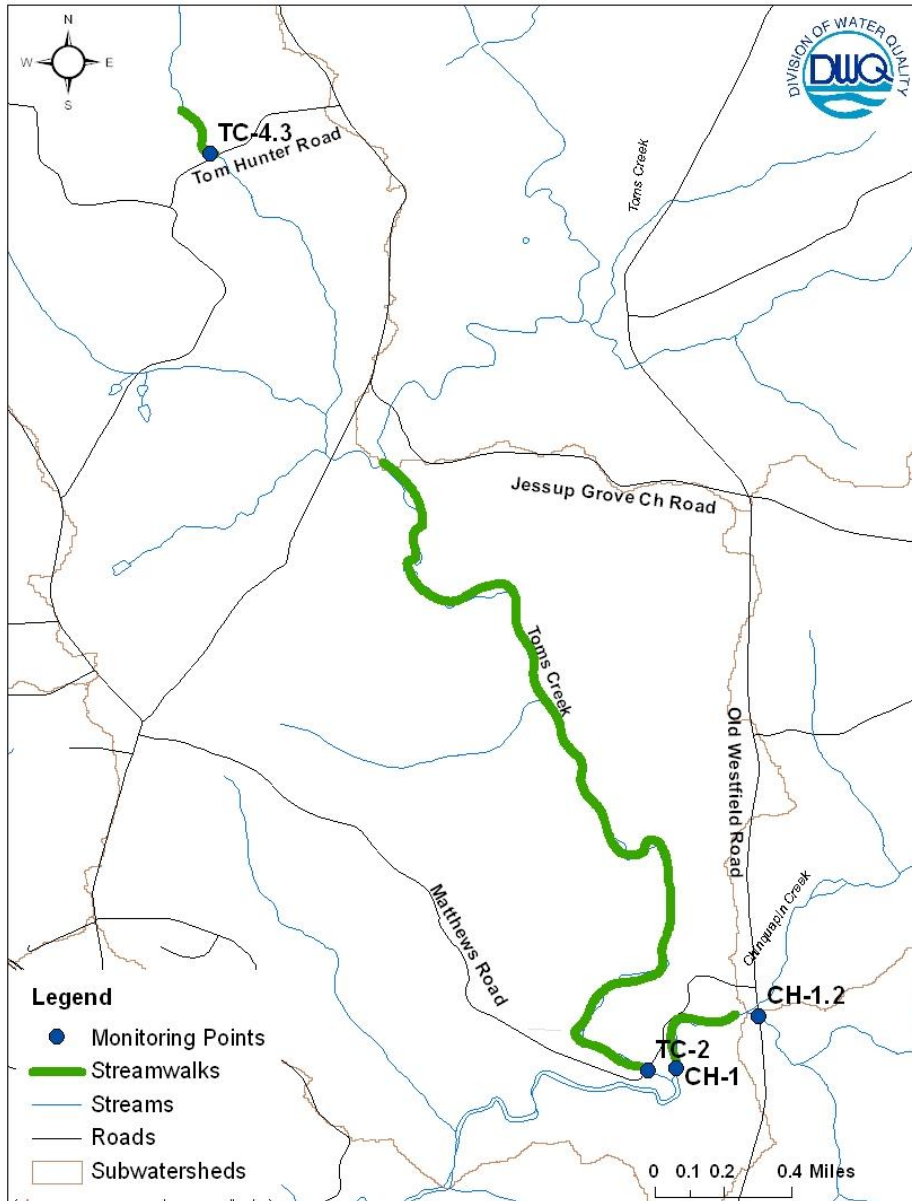 N
W E
S
DIVISION OF WATER QUALITY
DWQ
TC-4.3
Tom Hunter Road
Toms Creek
Jessup Grove Ch Road
Toms Creek
Old Westfield Road
Matthews Road
Chinquapin Creek
CH-1.2
TC-2
CH-1
Legend
Monitoring Points
Streamwalks
Streams
Roads
Subwatersheds
0 0.1 0.2 0.4 Miles